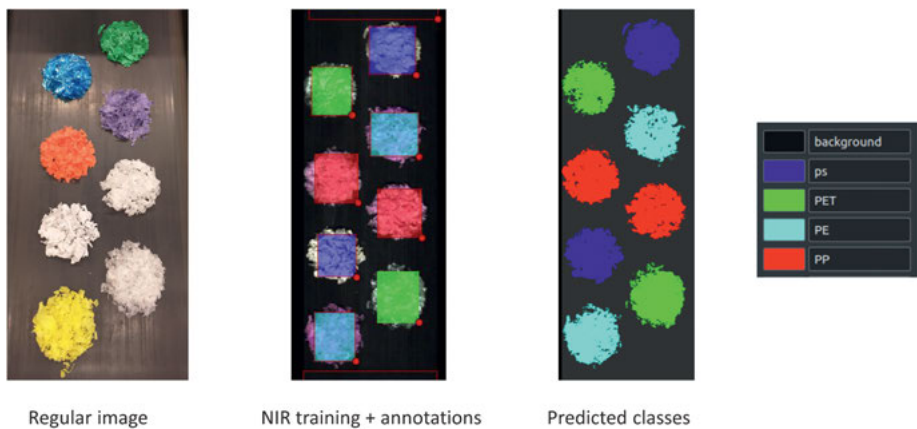 background
ps
PET
PE
PP
Regular image
NIR training + annotations
Predicted classes